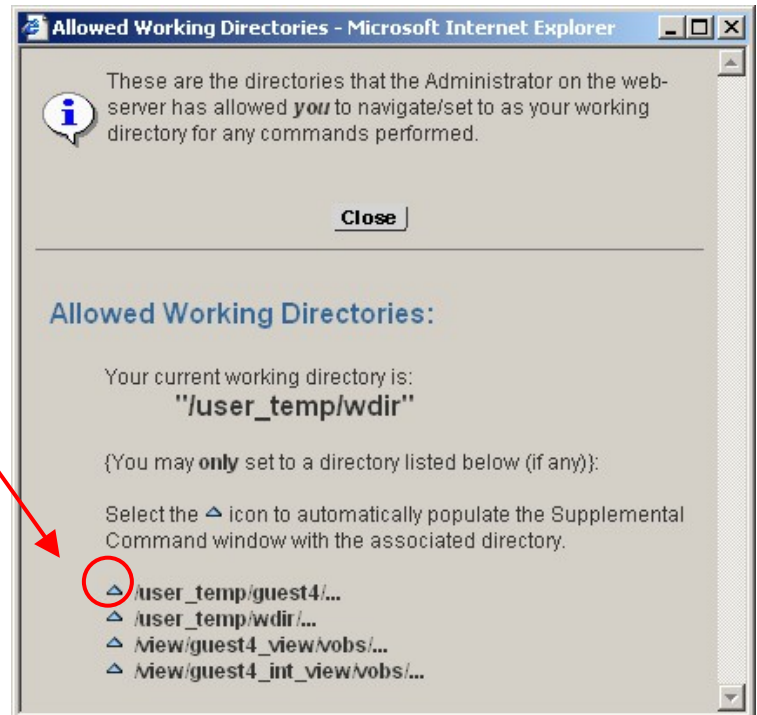 Allowed Working Directories - Microsoft Internet Explorer
These are the directories that the Administrator on the web-
server has allowed you to navigate/set to as your working
directory for any commands performed.
Close
Allowed Working Directories:
Your current working directory is:
"/user_temp/wdir"
{You may only set to a directory listed below (if any)}:
Select the icon to automatically populate the Supplemental
Command window with the associated directory.
/user_temp/guest4/...
/user_temp/wdir/...
/view/guest4_view/vobs/...
/view/guest4_int_view/vobs/...